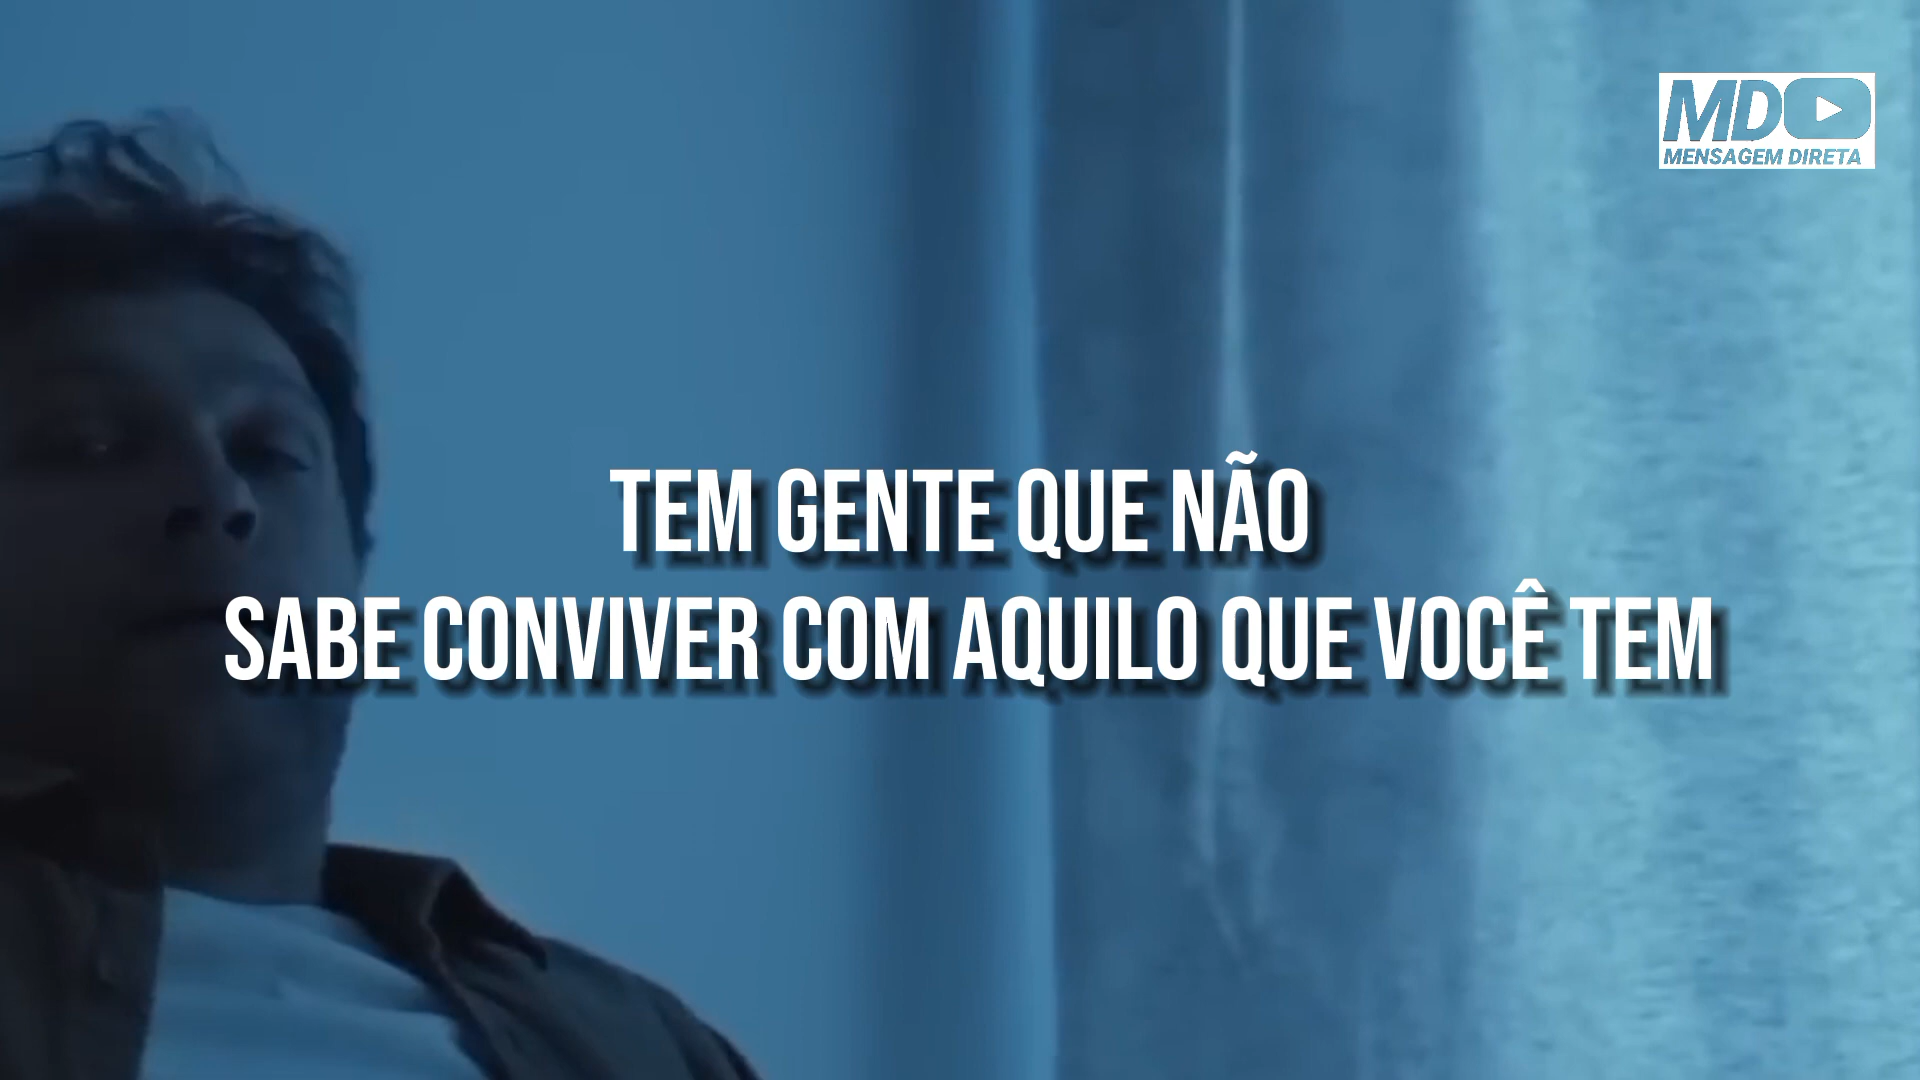 MD
MENSAGEM DIRETA
TEM GENTE QUE NÃO
SABE CONVIVER COM AQUILO QUE VOCÊ TEM